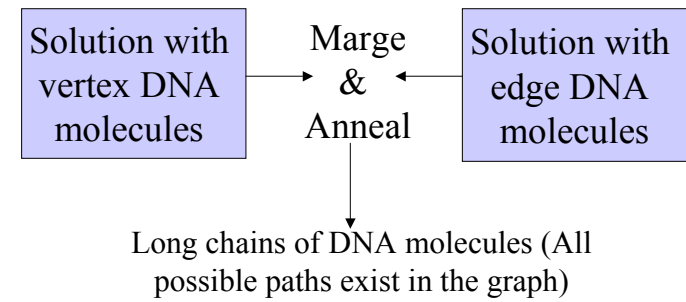 Solution with
vertex DNA
molecules
Marge
&
Anneal
Solution with
edge DNA
molecules
Long chains of DNA molecules (All
possible paths exist in the graph)